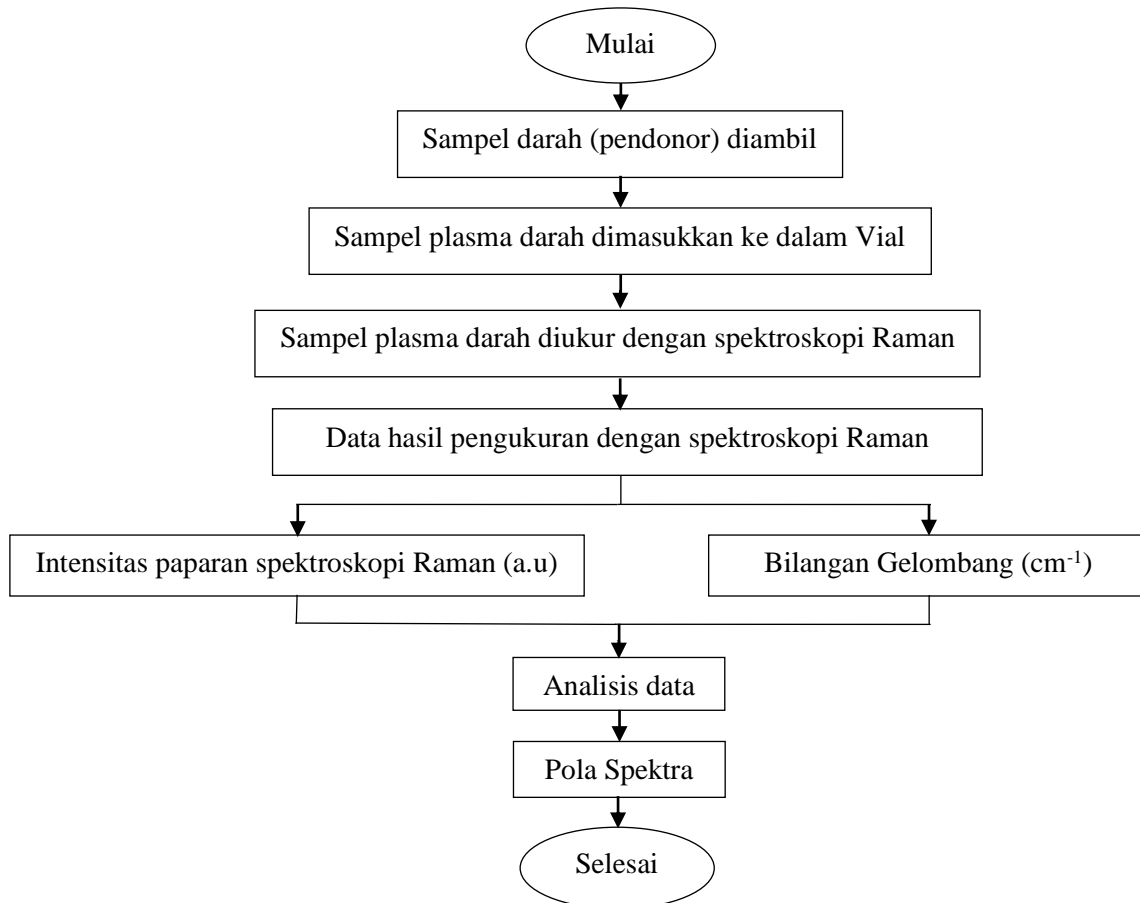 Mulai
Sampel darah (pendonor) diambil
Sampel plasma darah dimasukkan ke dalam Vial
Sampel plasma darah diukur dengan spektroskopi Raman
Data hasil pengukuran dengan spektroskopi Raman
Intensitas paparan spektroskopi Raman (a.u)
Bilangan Gelombang (cm⁻¹)
Analisis data
Pola Spektra
Selesai